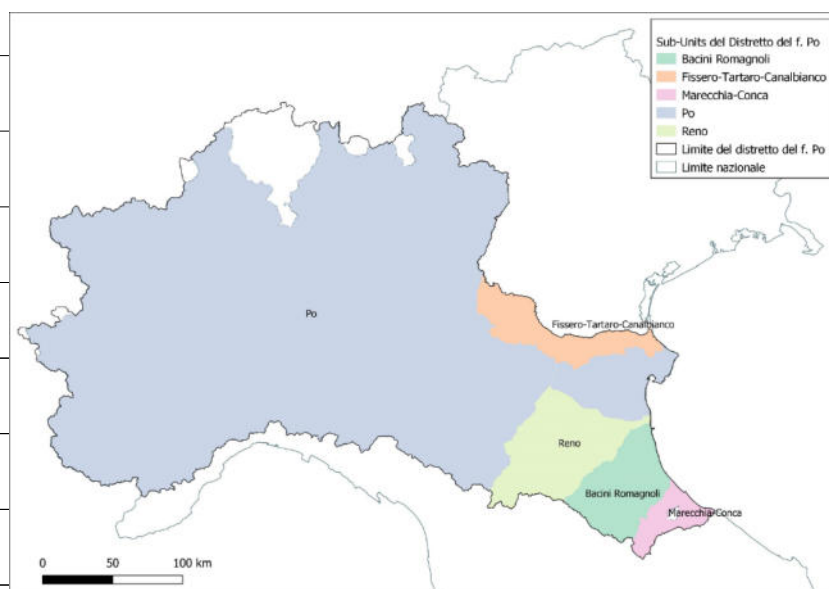 Sub-Units del Distretto del f. Po
Bacini Romagnoli
Fissero-Tartaro-Canalbianco
Marecchia-Conca
Po
Reno
Limite del distretto del f. Po
Limite nazionale
Po
Fissero-Tartaro-Canalbianco
Reno
Bacini Romagnoli
Marecchia-Conca
0 50 100 km